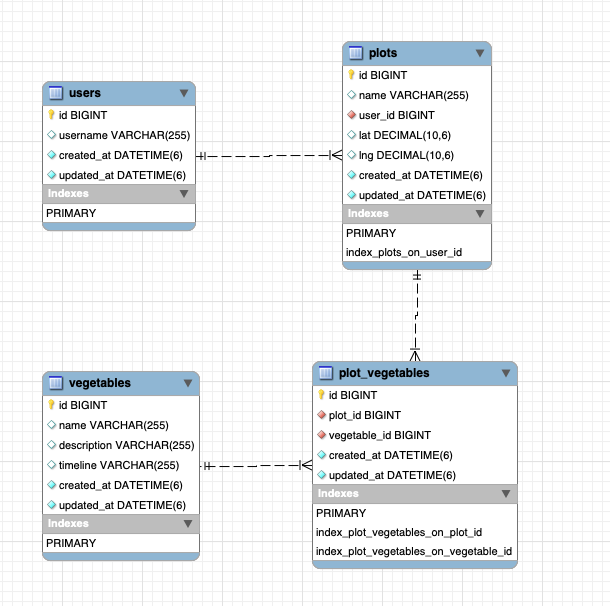 users
id BIGINT
username VARCHAR(255)
created_at DATETIME(6)
updated_at DATETIME(6)
Indexes
PRIMARY
plots
id BIGINT
name VARCHAR(255)
user_id BIGINT
lat DECIMAL(10,6)
lng DECIMAL(10,6)
created_at DATETIME(6)
updated_at DATETIME(6)
Indexes
PRIMARY
index_plots_on_user_id
vegetables
id BIGINT
name VARCHAR(255)
description VARCHAR(255)
timeline VARCHAR(255)
created_at DATETIME(6)
updated_at DATETIME(6)
Indexes
PRIMARY
plot_vegetables
id BIGINT
plot_id BIGINT
vegetable_id BIGINT
created_at DATETIME(6)
updated_at DATETIME(6)
Indexes
PRIMARY
index_plot_vegetables_on_plot_id
index_plot_vegetables_on_vegetable_id